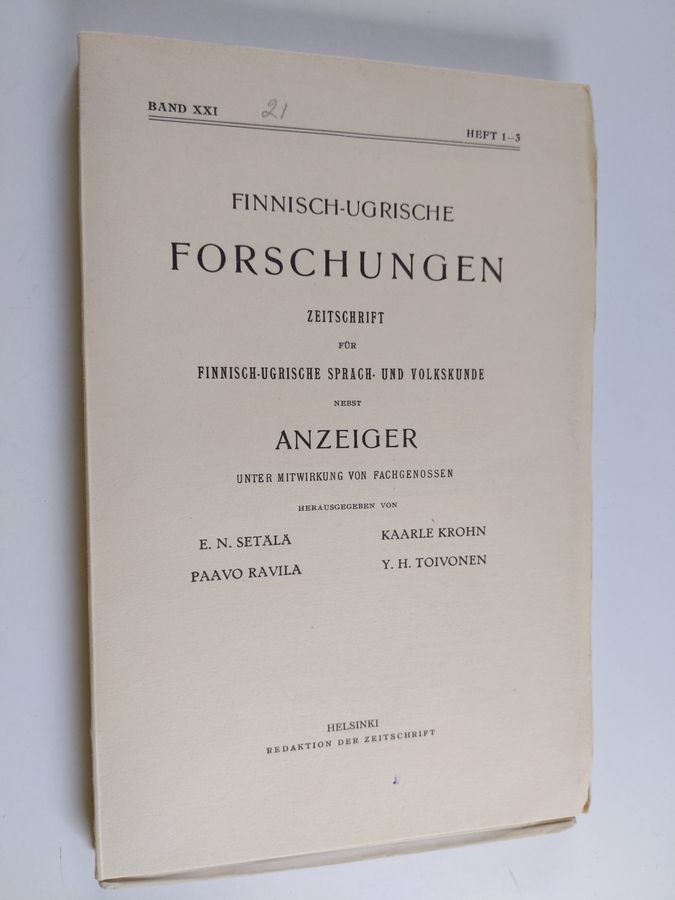 BAND XXI 21
HEFT 1-3
FINNISCH-UGRISCHE
FORSCHUNGEN
ZEITSCHRIFT
FÜR
FINNISCH-UGRISCHE SPRACH- UND VOLKSKUNDE
NEBST
ANZEIGER
UNTER MITWIRKUNG VON FACHGENOSSEN
HERAUSGEGEBEN VON
E. N. SETÄLÄ KAARLE KROHN
PAAVO RAVILA Y. H. TOIVONEN
HELSINKI
REDAKTION DER ZEITSCHRIFT